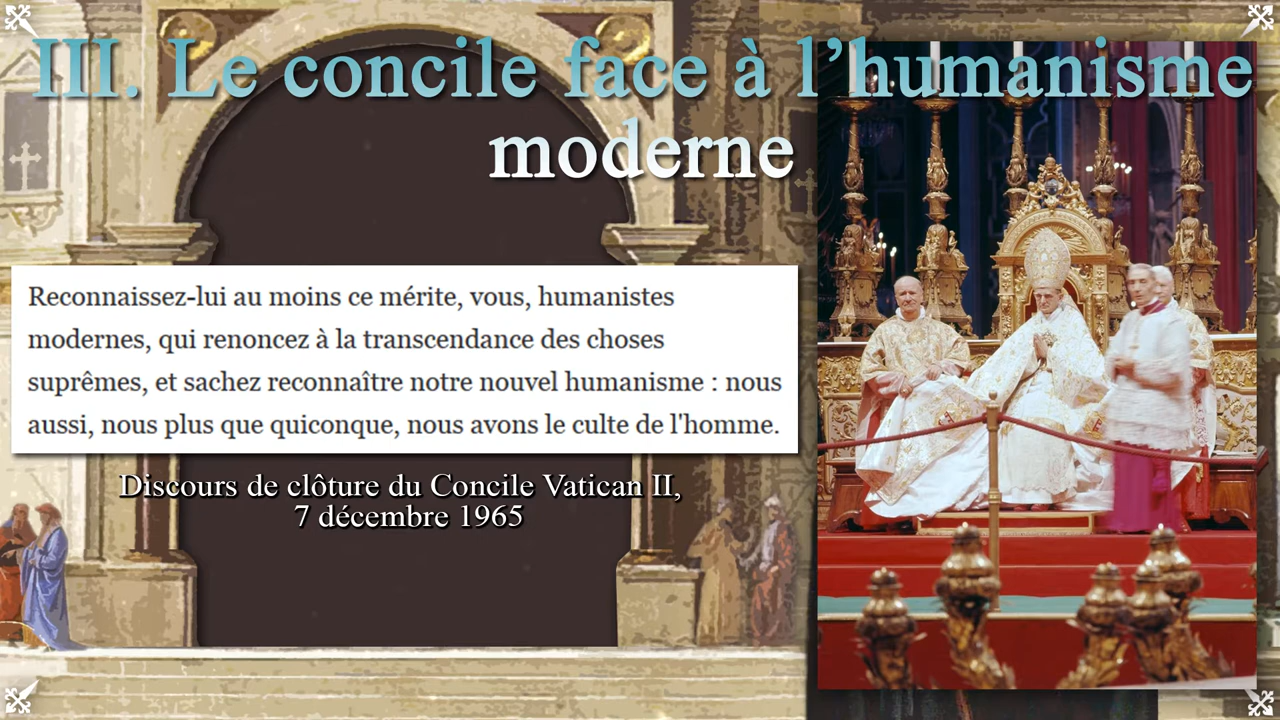 III. Le concile face à l’humanisme
moderne
Reconnaissez-lui au moins ce mérite, vous, humanistes
modernes, qui renoncez à la transcendance des choses
suprêmes, et sachez reconnaître notre nouvel humanisme : nous
aussi, nous plus que quiconque, nous avons le culte de l'homme.
Discours de clôture du Concile Vatican II,
7 décembre 1965